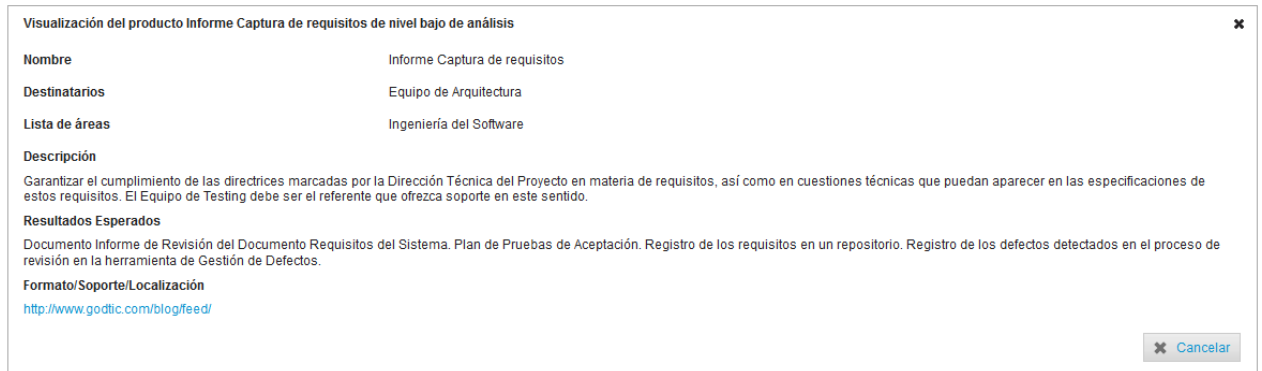 Visualización del producto Informe Captura de requisitos de nivel bajo de análisis
Nombre Informe Captura de requisitos
Destinatarios Equipo de Arquitectura
Lista de áreas Ingeniería del Software
Descripción
Garantizar el cumplimiento de las directrices marcadas por la Dirección Técnica del Proyecto en materia de requisitos, así como en cuestiones técnicas que puedan aparecer en las especificaciones de
estos requisitos. El Equipo de Testing debe ser el referente que ofrezca soporte en este sentido.
Resultados Esperados
Documento Informe de Revisión del Documento Requisitos del Sistema. Plan de Pruebas de Aceptación. Registro de los requisitos en un repositorio. Registro de los defectos detectados en el proceso de
revisión en la herramienta de Gestión de Defectos.
Formato/Soporte/Localización
http://www.godtic.com/blog/feed/
Cancelar